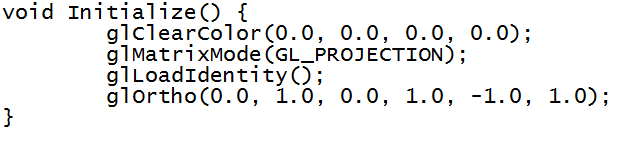 void Initialize() {
        glClearColor(0.0, 0.0, 0.0, 0.0);
        glMatrixMode(GL_PROJECTION);
        glLoadIdentity();
        glOrtho(0.0, 1.0, 0.0, 1.0, -1.0, 1.0);
}